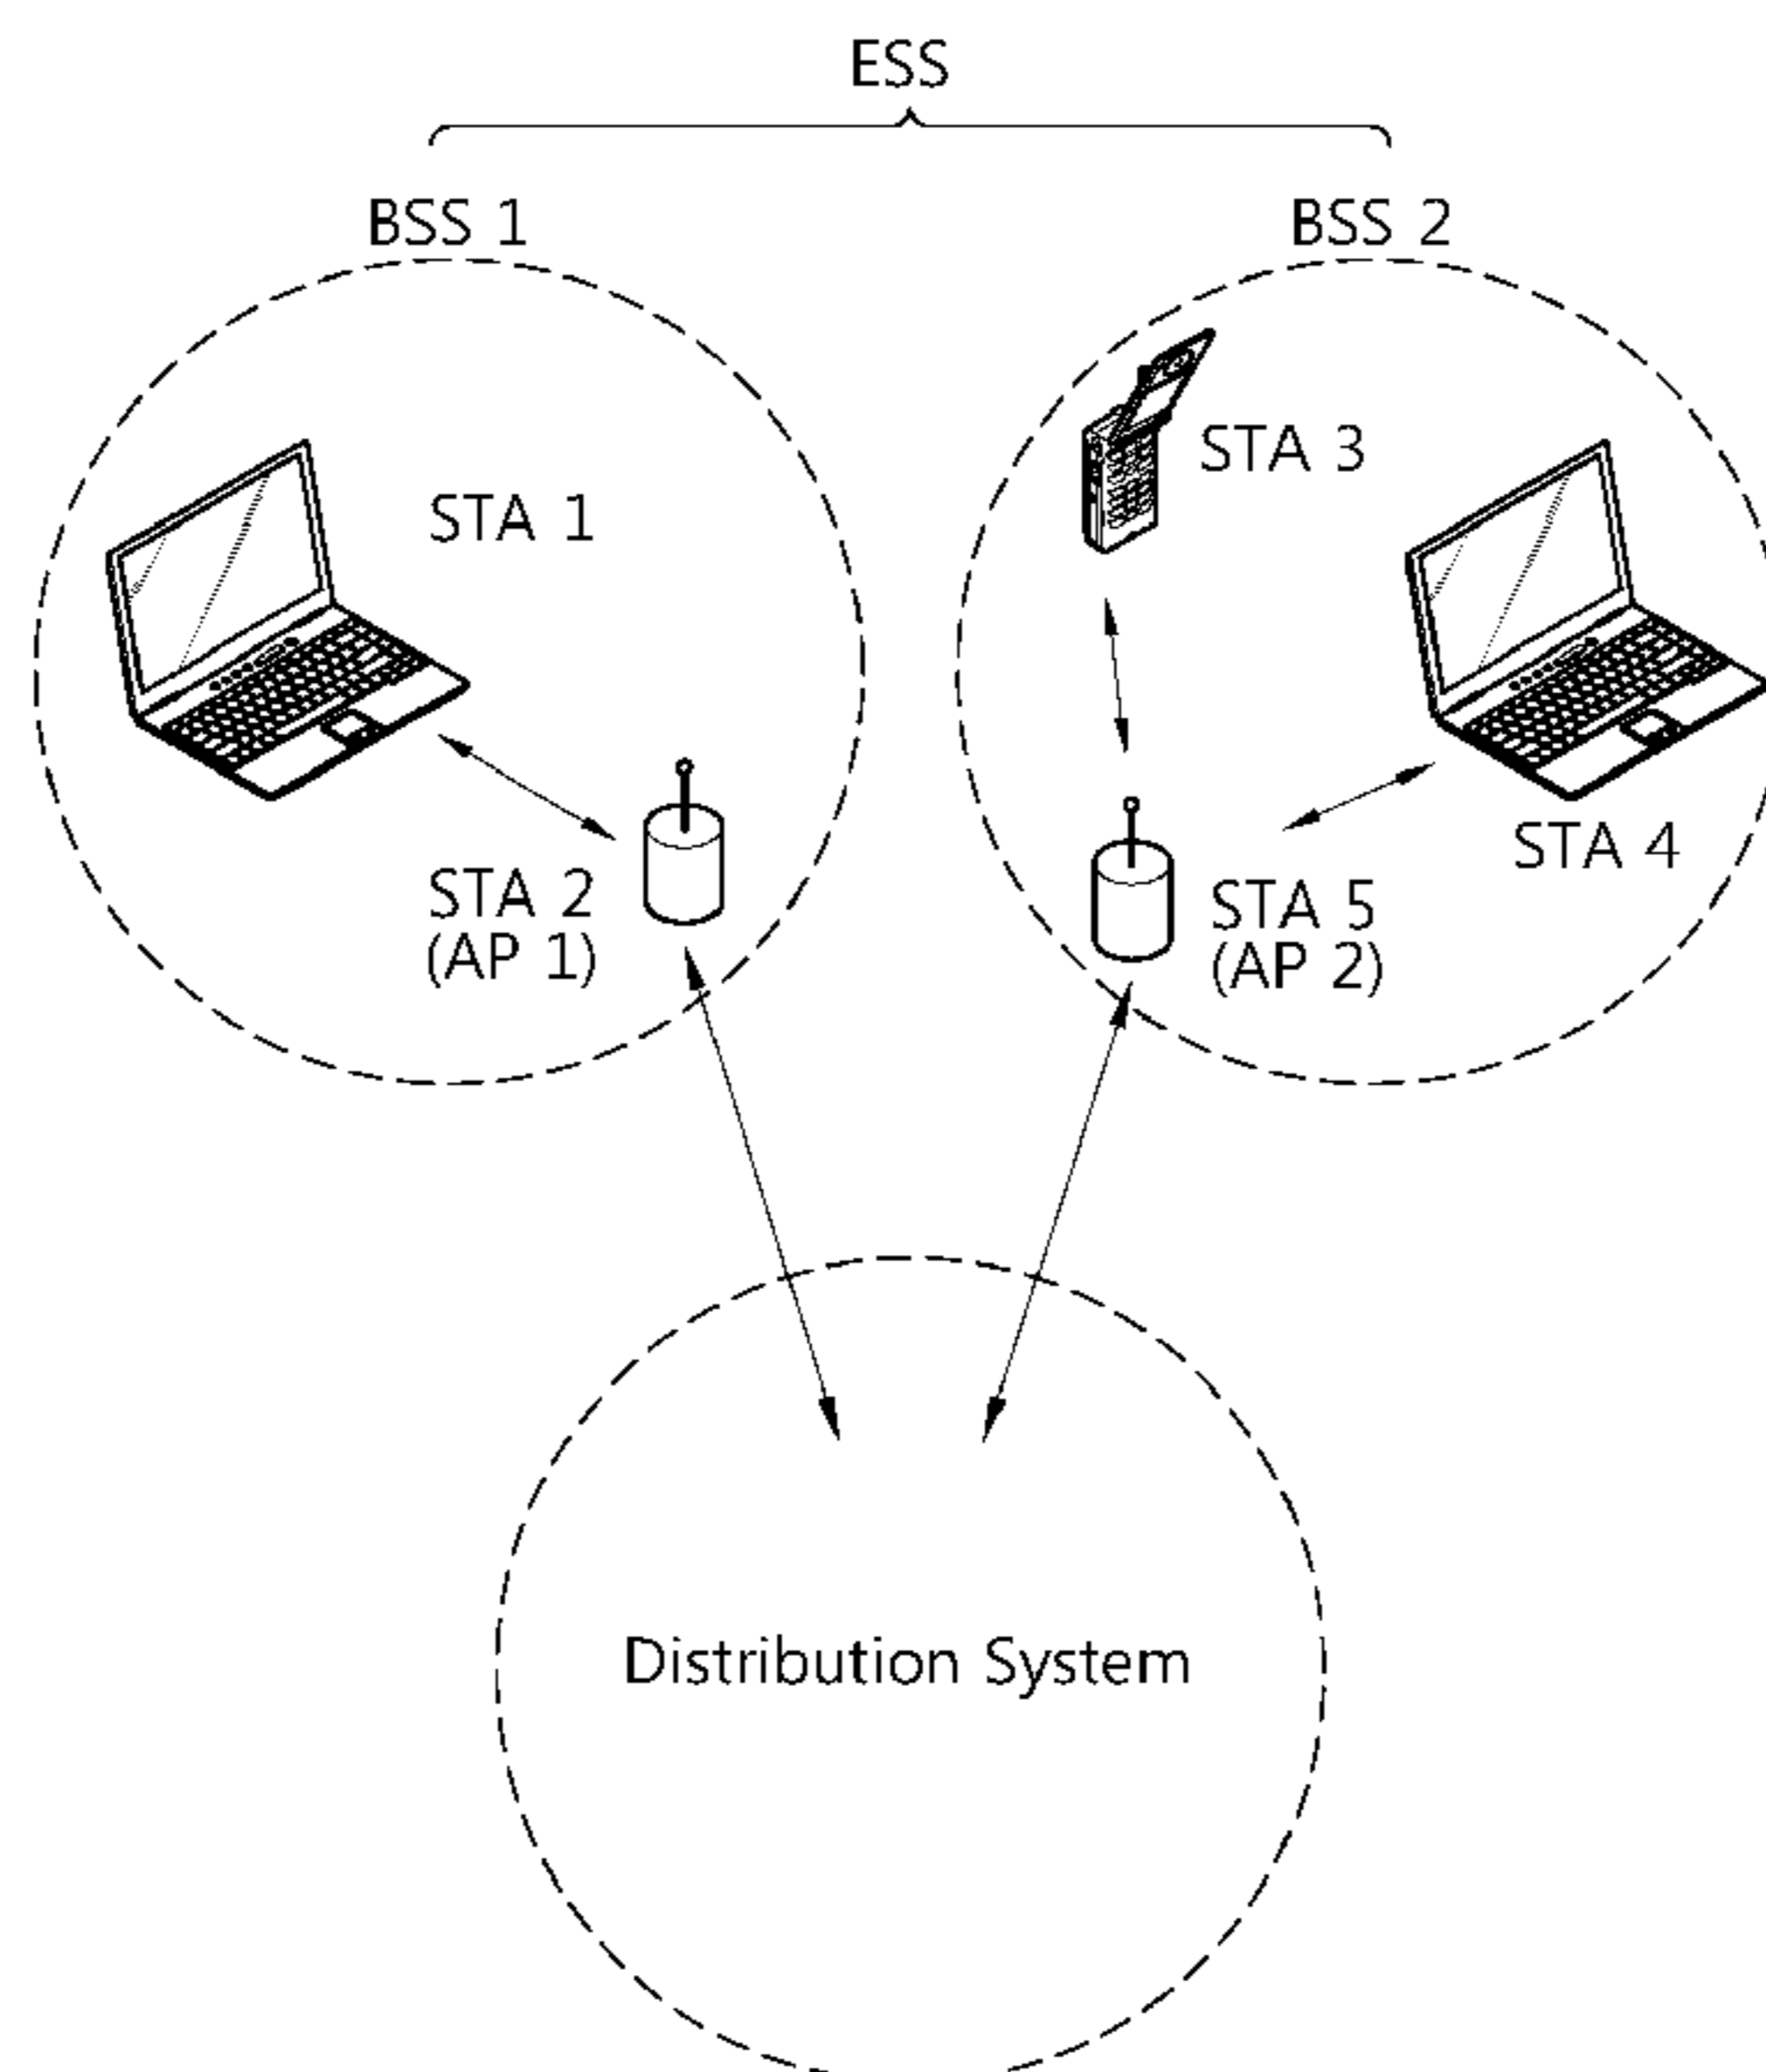 ESS
BSS 1
BSS 2
STA 1
STA 3
STA 4
STA 2
(AP 1)
STA 5
(AP 2)
Distribution System